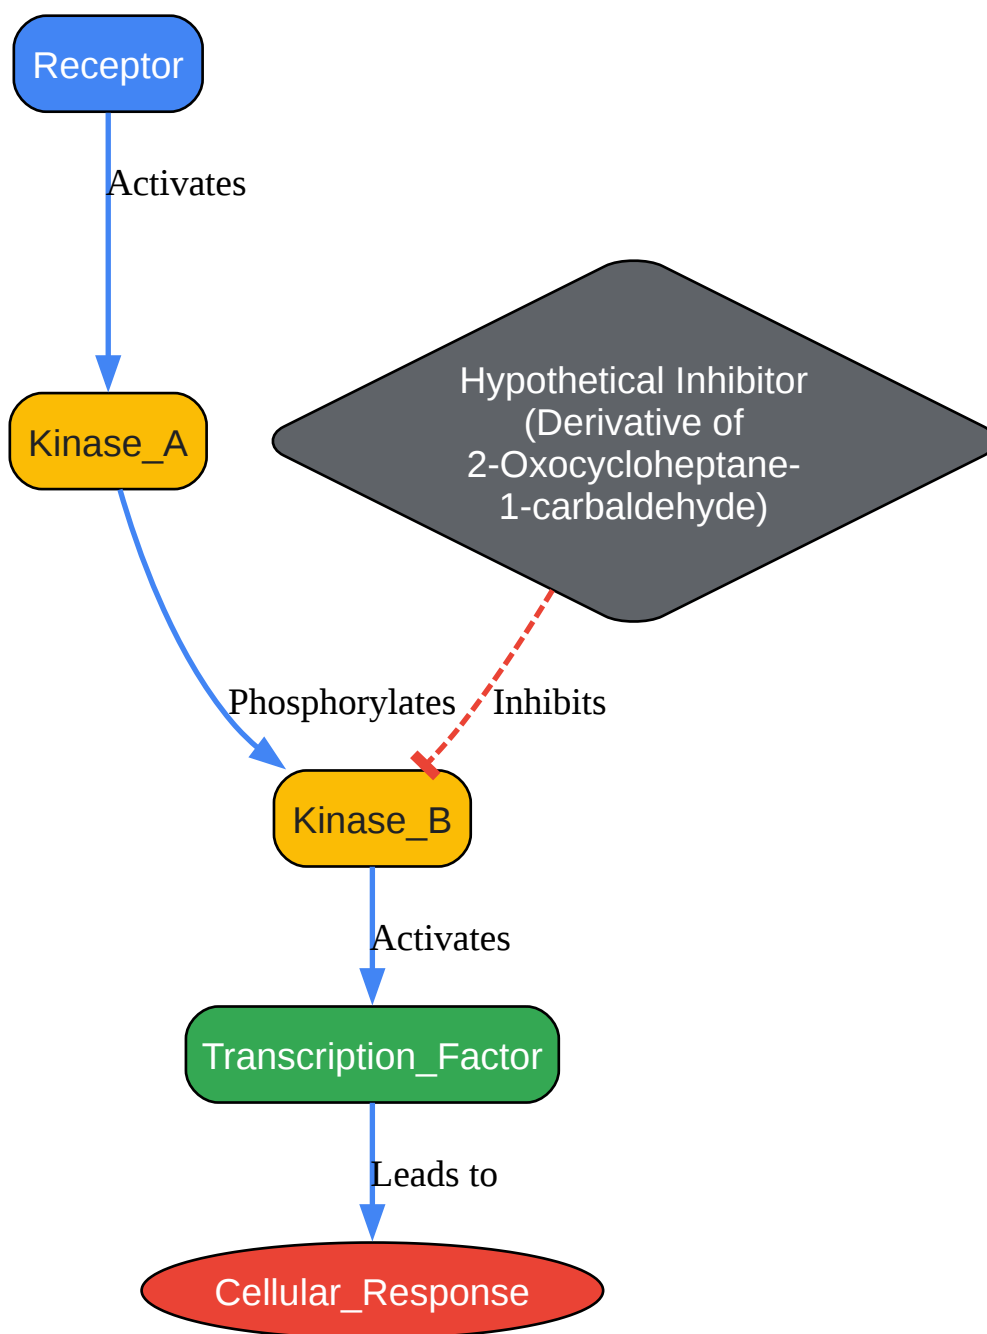 Receptor
Activates
Kinase_A
Hypothetical Inhibitor
(Derivative of
2-Oxocycloheptane-
1-carbaldehyde)
Phosphorylates
Inhibits
Kinase_B
Activates
Transcription_Factor
Leads to
Cellular_Response